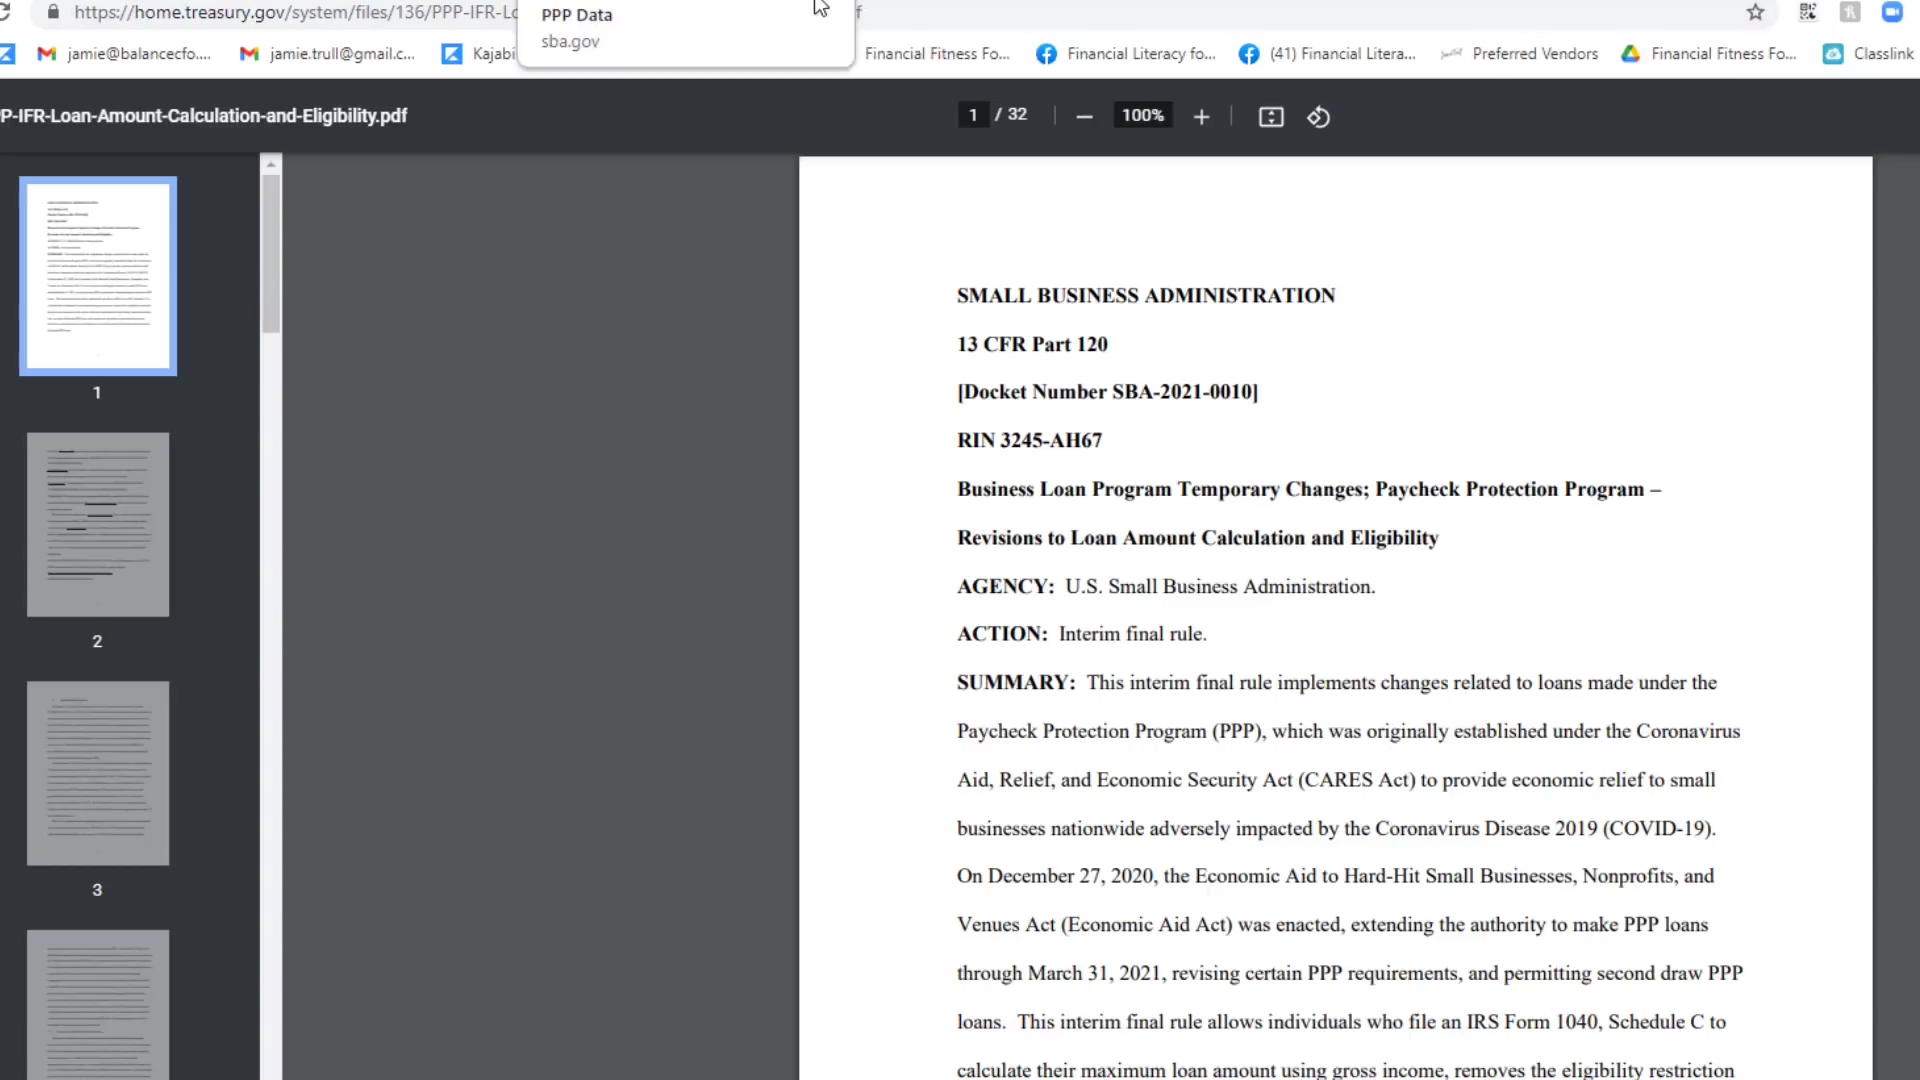 https://home.treasury.gov/system/files/136/PPP-IFR-Lo
PPP Data
sba.gov
jamie@balancecfo....
jamie.trull@gmail.c...
Kajabi
Financial Fitness Fo...
Financial Literacy fo...
(41) Financial Litera...
Preferred Vendors
Financial Fitness Fo...
Classlink
P-IFR-Loan-Amount-Calculation-and-Eligibility.pdf
1 / 32
100%
1
2
3
SMALL BUSINESS ADMINISTRATION
13 CFR Part 120
[Docket Number SBA-2021-0010]
RIN 3245-AH67
Business Loan Program Temporary Changes; Paycheck Protection Program –
Revisions to Loan Amount Calculation and Eligibility
AGENCY: U.S. Small Business Administration.
ACTION: Interim final rule.
SUMMARY: This interim final rule implements changes related to loans made under the
Paycheck Protection Program (PPP), which was originally established under the Coronavirus
Aid, Relief, and Economic Security Act (CARES Act) to provide economic relief to small
businesses nationwide adversely impacted by the Coronavirus Disease 2019 (COVID-19).
On December 27, 2020, the Economic Aid to Hard-Hit Small Businesses, Nonprofits, and
Venues Act (Economic Aid Act) was enacted, extending the authority to make PPP loans
through March 31, 2021, revising certain PPP requirements, and permitting second draw PPP
loans. This interim final rule allows individuals who file an IRS Form 1040, Schedule C to
calculate their maximum loan amount using gross income, removes the eligibility restriction